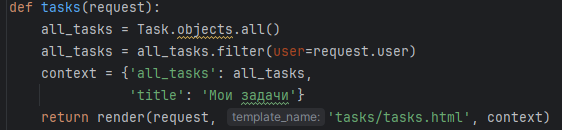 def tasks(request):
    all_tasks = Task.objects.all()
    all_tasks = all_tasks.filter(user=request.user)
    context = {'all_tasks': all_tasks,
               'title': 'Мои задачи'}
    return render(request, template_name: 'tasks/tasks.html', context)